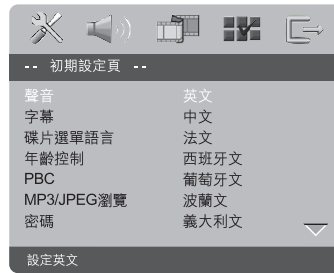 -- 初期設定頁 --
聲音 英文
字幕 中文
碟片選單語言 法文
年齡控制 西班牙文
PBC 葡萄牙文
MP3/JPEG瀏覽 波蘭文
密碼 義大利文
設定英文